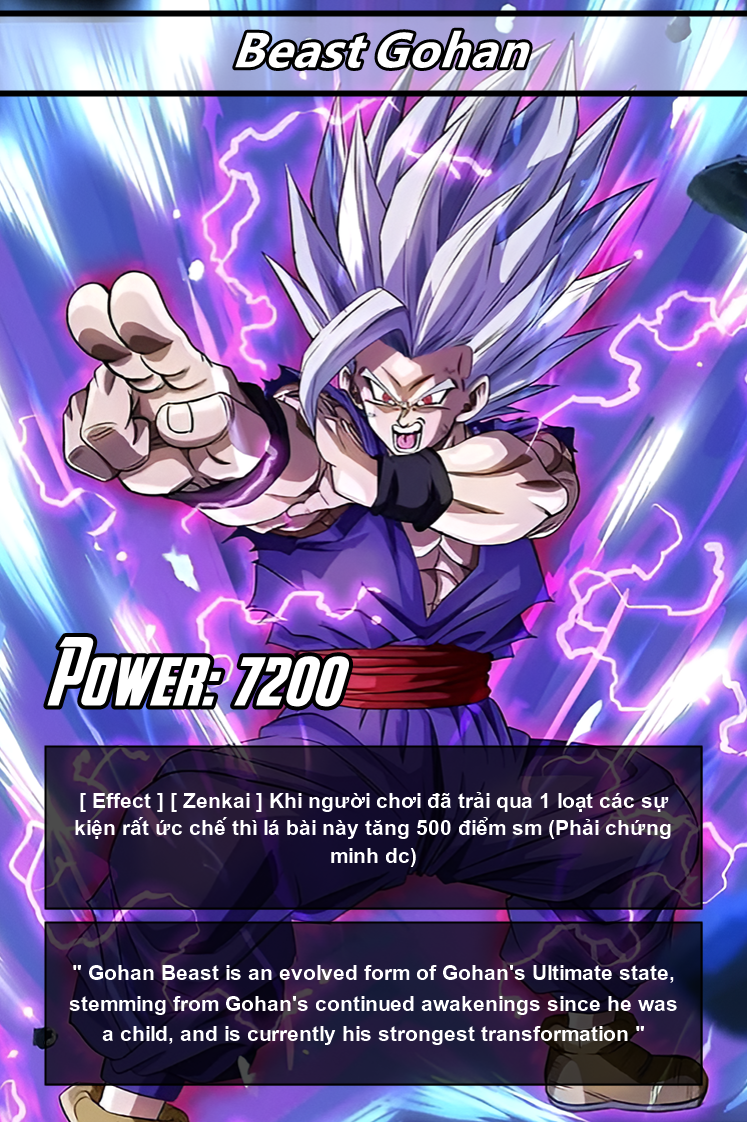 Beast Gohan
POWER: 7200
[ Effect ] [ Zenkai ] Khi người chơi đã trải qua 1 loạt các sự
kiện rất ức chế thì lá bài này tăng 500 điểm sm (Phải chứng
minh dc)
" Gohan Beast is an evolved form of Gohan's Ultimate state,
stemming from Gohan's continued awakenings since he was
a child, and is currently his strongest transformation "